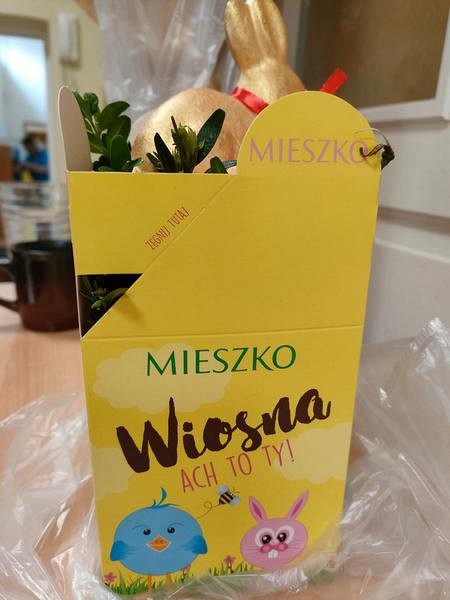 MIESZKO
ZEGNIJ TUTAJ
MIESZKO
Wiosna
ACH TO TY!